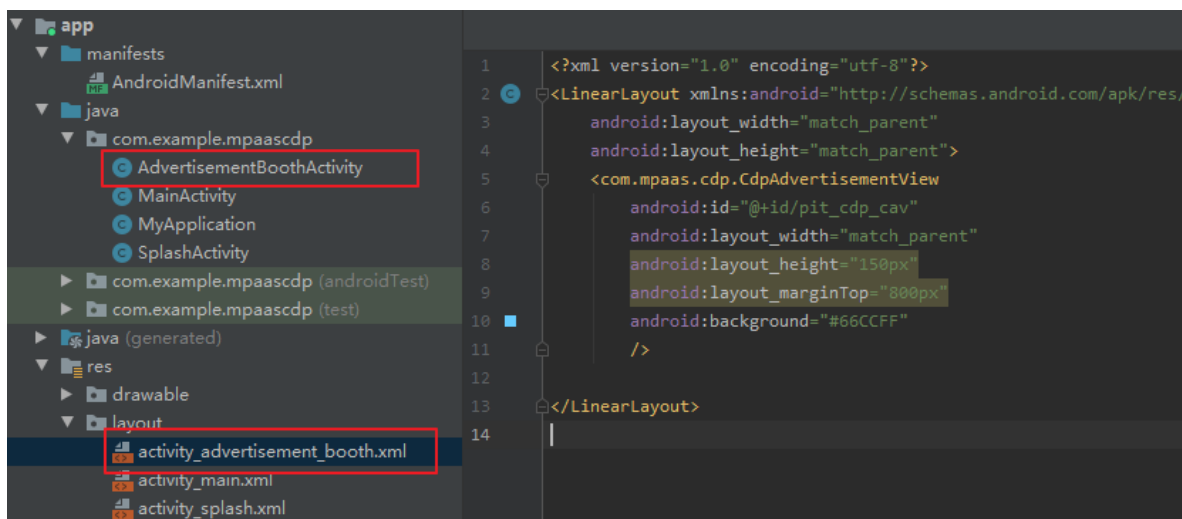 app
manifests
AndroidManifest.xml
java
com.example.mpaascdp
AdvertisementBoothActivity
MainActivity
MyApplication
SplashActivity
com.example.mpaascdp (androidTest)
com.example.mpaascdp (test)
java (generated)
res
drawable
layout
activity_advertisement_booth.xml
activity_main.xml
activity_splash.xml
1 <?xml version="1.0" encoding="utf-8"?>
2 <LinearLayout xmlns:android="http://schemas.android.com/apk/res/
3 android:layout_width="match_parent"
4 android:layout_height="match_parent">
5 <com.mpaas.cdp.CdpAdvertisementView
6 android:id="@+id/pit_cdp_cav"
7 android:layout_width="match_parent"
8 android:layout_height="150px"
9 android:layout_marginTop="800px"
10 android:background="#66CCFF"
11 />
12
13 </LinearLayout>
14